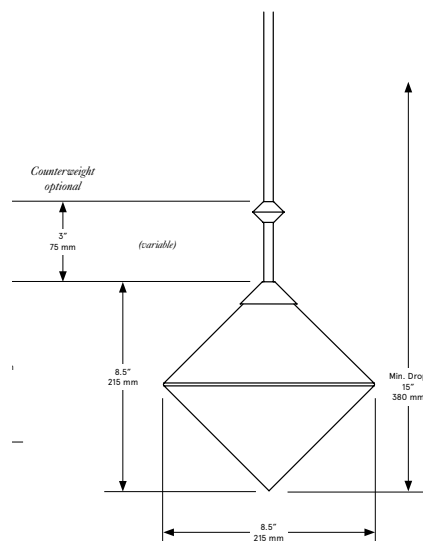 Counterweight
optional
3"
75 mm
(variable)
8.5"
215 mm
Min. Drop
15"
380 mm
8.5"
215 mm